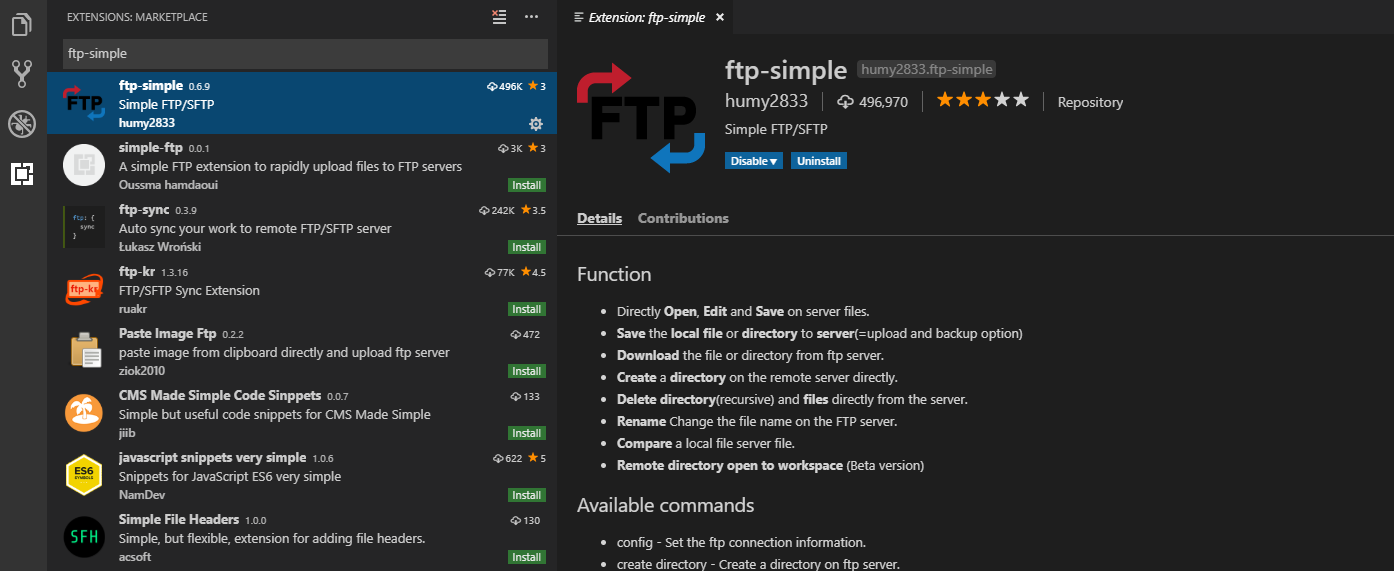 EXTENSIONS: MARKETPLACE
ftp-simple
ftp-simple 0.6.9 496K ★3
Simple FTP/SFTP
humy2833
FTP
simple-ftp 0.0.1 3K ★3
A simple FTP extension to rapidly upload files to FTP servers
Oussma hamdaoui Install
ftp: {
sync
}
ftp-sync 0.3.9 242K ★3.5
Auto sync your work to remote FTP/SFTP server
Łukasz Wroński Install
ftp-kr
ftp-kr 1.3.16 77K ★4.5
FTP/SFTP Sync Extension
ruakr Install
Paste Image Ftp 0.2.2 472
paste image from clipboard directly and upload ftp server
ziok2010 Install
CMS Made Simple Code Sinppets 0.0.7 133
Simple but useful code snippets for CMS Made Simple
jiib Install
ES6
SYMBOLS
javascript snippets very simple 1.0.6 622 ★5
Snippets for JavaScript ES6 very simple
NamDev Install
SFH
Simple File Headers 1.0.0 130
Simple, but flexible, extension for adding file headers.
acsoft Install
Extension: ftp-simple ×
FTP
ftp-simple humy2833.ftp-simple
humy2833 496,970 ★★★★★ Repository
Simple FTP/SFTP
Disable▼ Uninstall
Details Contributions
Function
• Directly Open, Edit and Save on server files.
• Save the local file or directory to server(=upload and backup option)
• Download the file or directory from ftp server.
• Create a directory on the remote server directly.
• Delete directory(recursive) and files directly from the server.
• Rename Change the file name on the FTP server.
• Compare a local file server file.
• Remote directory open to workspace (Beta version)
Available commands
• config - Set the ftp connection information.
• create directory - Create a directory on ftp server.